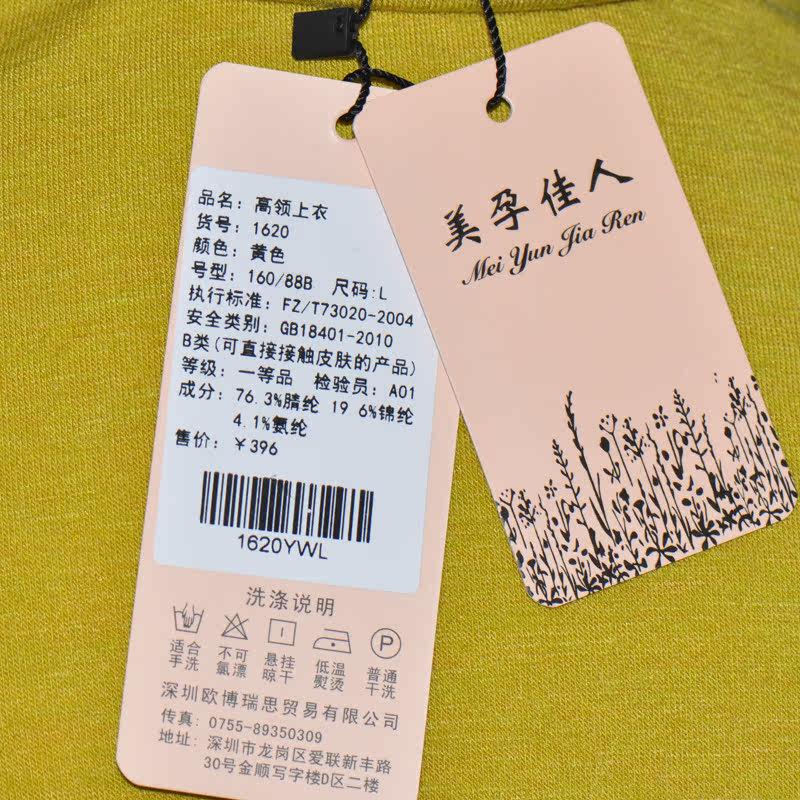 品名: 高领上衣
货号: 1620
颜色: 黄色
号型: 160/88B 尺码:L
执行标准: FZ/T73020-2004
安全类别: GB18401-2010
B类(可直接接触皮肤的产品)
等级: 一等品 检验员: A01
成分: 76.3%腈纶 19 6%锦纶
4.1%氨纶
售价: ￥396
1620YWL
洗涤说明
P
适合 不可 悬挂 低温 普通
手洗 氯漂 晾干 熨烫 干洗
深圳欧博瑞思贸易有限公司
传真: 0755-89350309
地址: 深圳市龙岗区爱联新丰路
30号金顺写字楼D区二楼
美孕佳人
Mei Yun Jia Ren